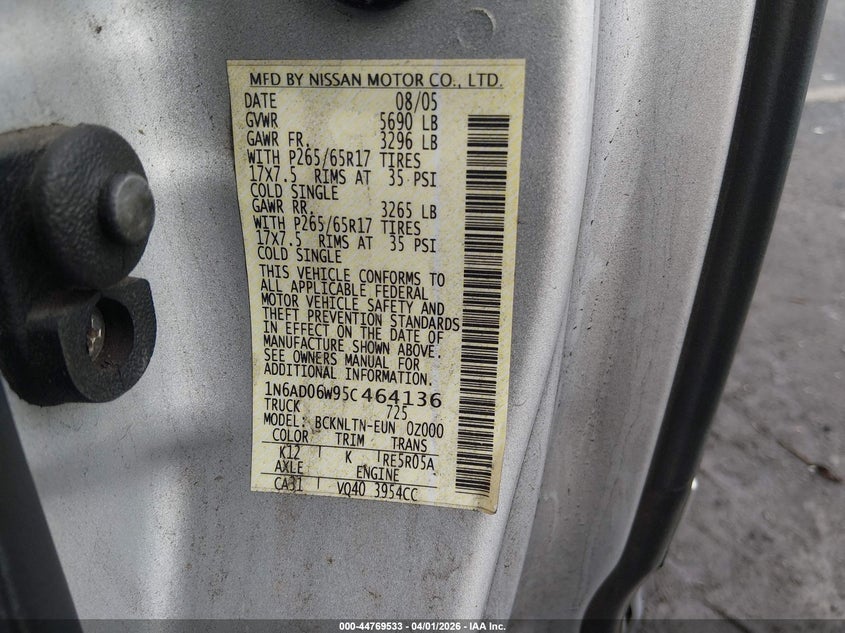 MFD BY NISSAN MOTOR CO., LTD.
DATE 08/05
GVWR 5690 LB
GAWR FR. 3296 LB
WITH P265/65R17 TIRES
17X7.5 RIMS AT 35 PSI
COLD SINGLE
GAWR RR. 3265 LB
WITH P265/65R17 TIRES
17X7.5 RIMS AT 35 PSI
COLD SINGLE
THIS VEHICLE CONFORMS TO
ALL APPLICABLE FEDERAL
MOTOR VEHICLE SAFETY AND
THEFT PREVENTION STANDARDS
IN EFFECT ON THE DATE OF
MANUFACTURE SHOWN ABOVE.
SEE OWNERS MANUAL FOR
ADDITIONAL INFORMATION.
1N6AD06W95C464136
TRUCK 725
MODEL: BCKNLTN-EUN 0Z000
COLOR TRIM TRANS
K12 K RE5R05A
AXLE ENGINE
CA31 VQ40 3954CC
000-44769533 04/01/2026 IAA Inc.